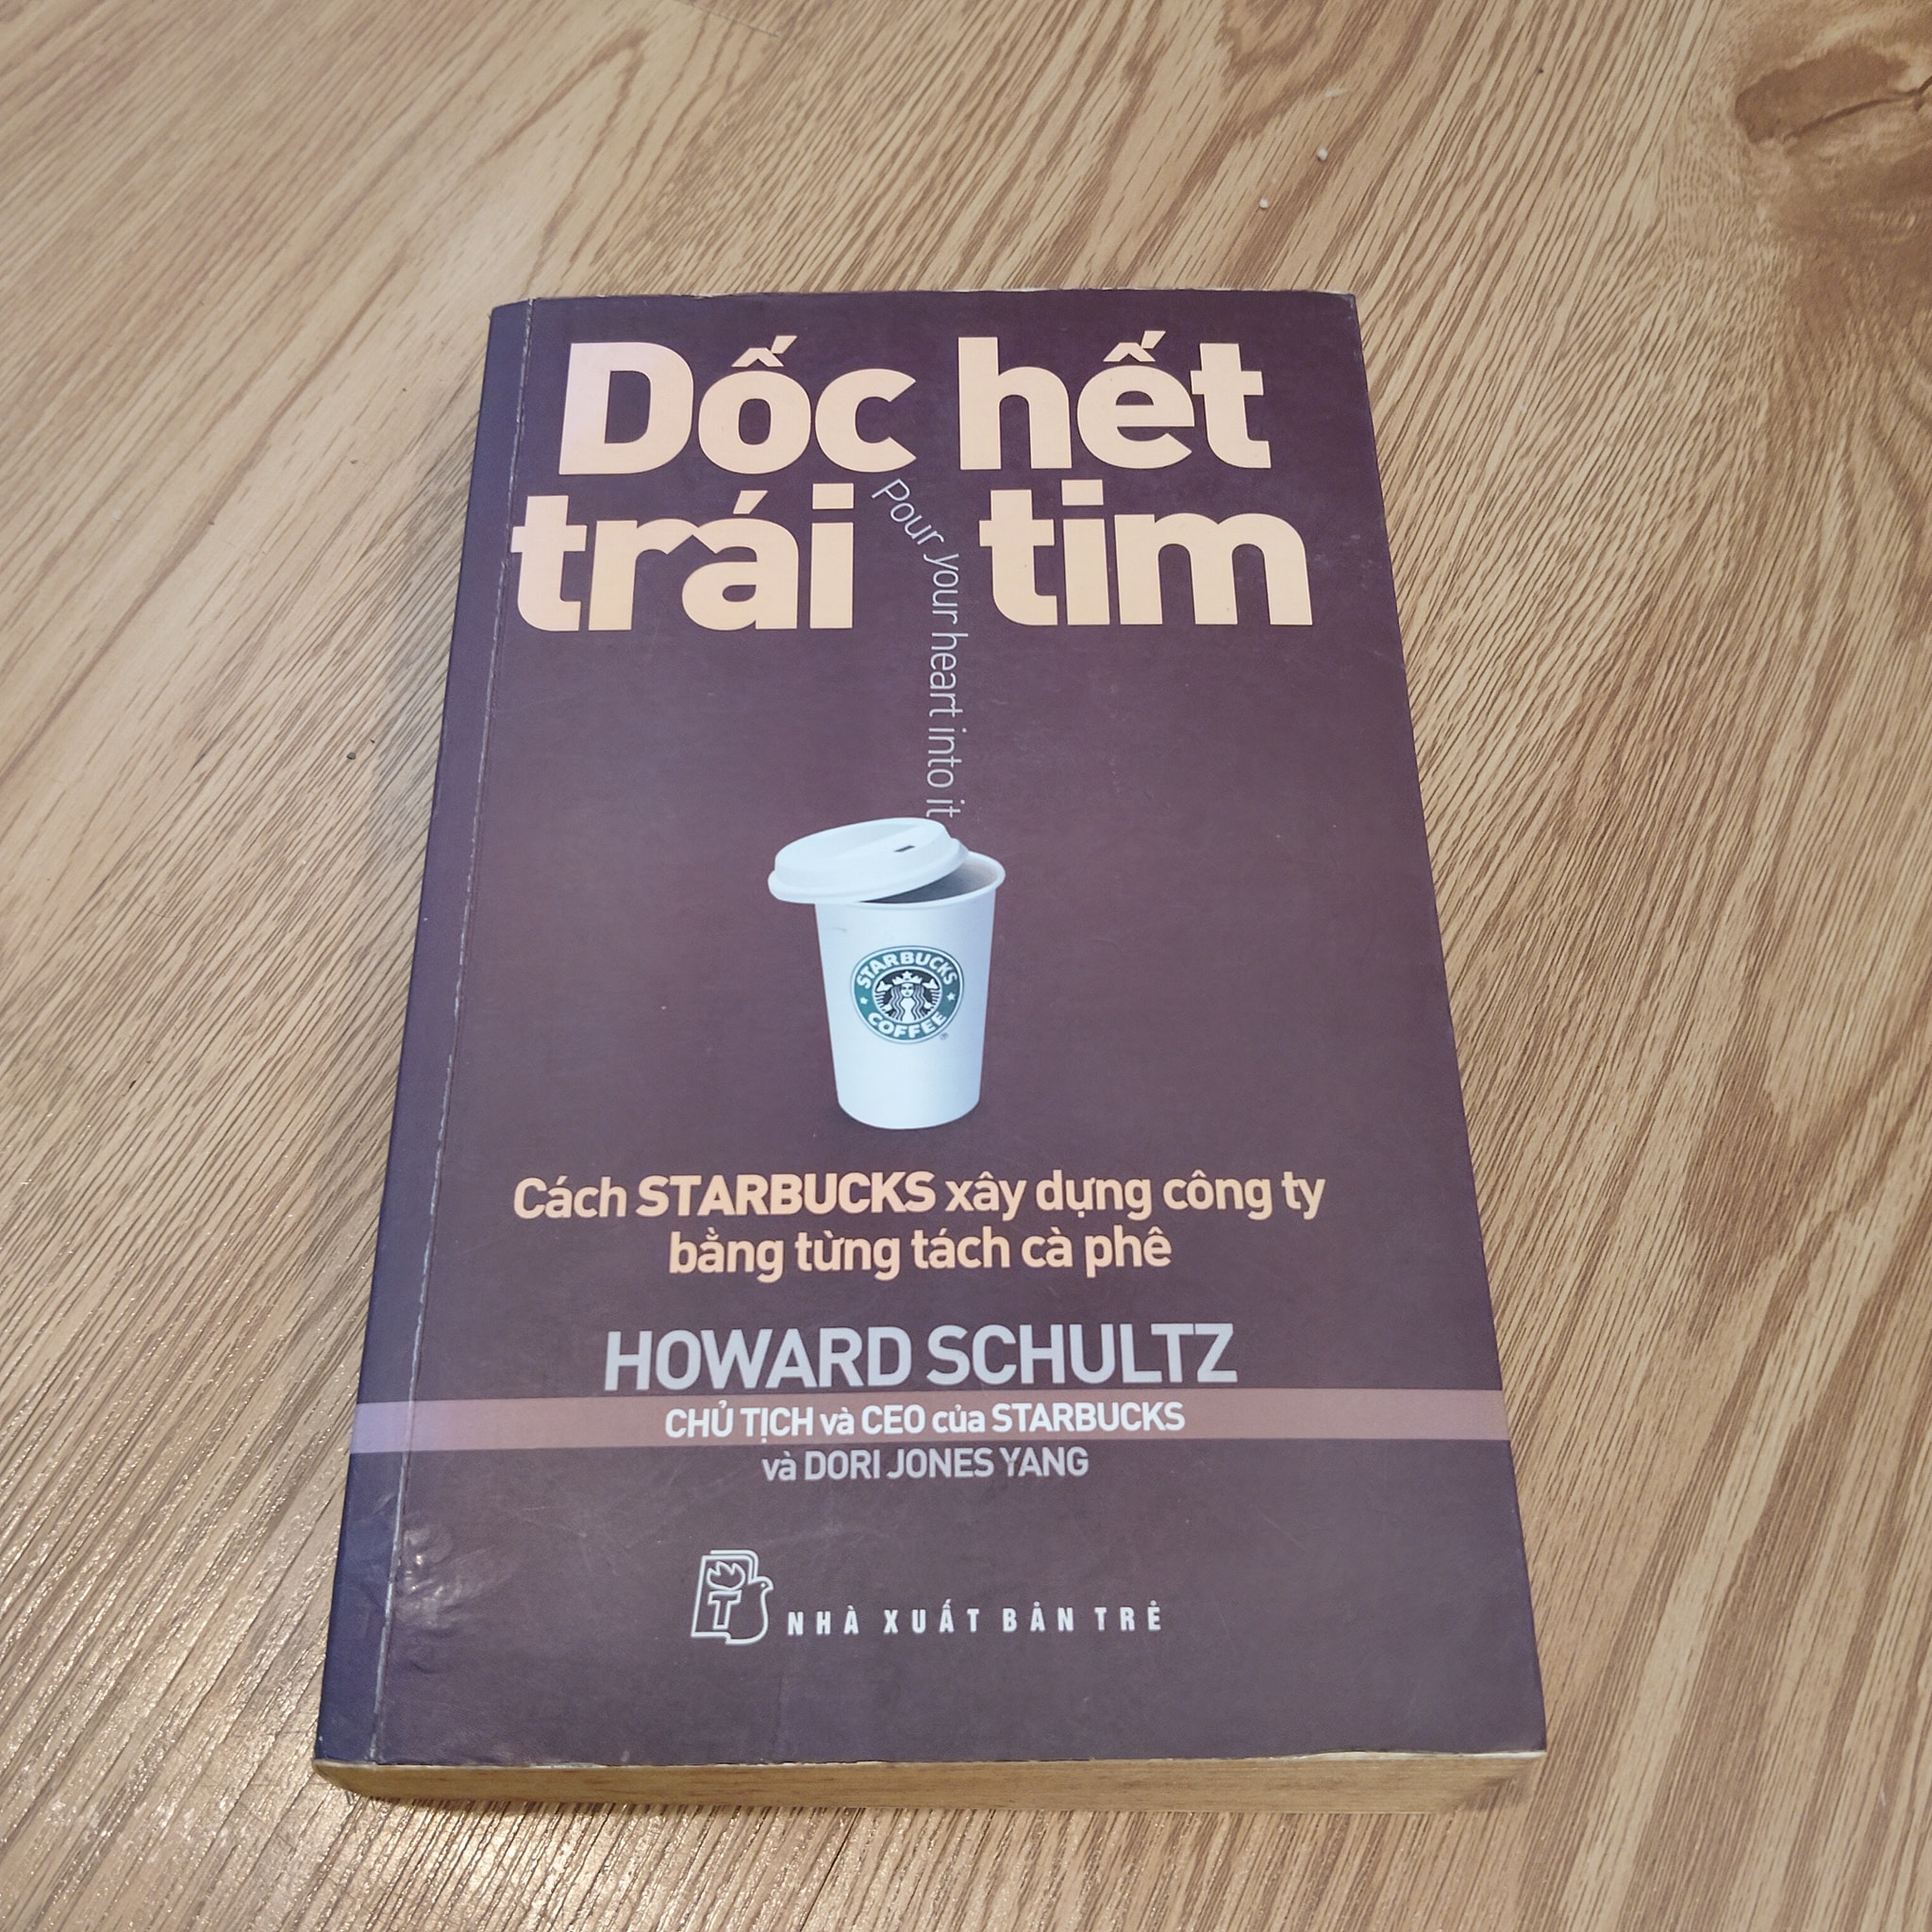 Dốc hết
trái tim
Pour your heart into it
STARBUCKS
COFFEE
®
Cách STARBUCKS xây dựng công ty
bằng từng tách cà phê
HOWARD SCHULTZ
CHỦ TỊCH và CEO của STARBUCKS
và DORI JONES YANG
T
NHÀ XUẤT BẢN TRẺ